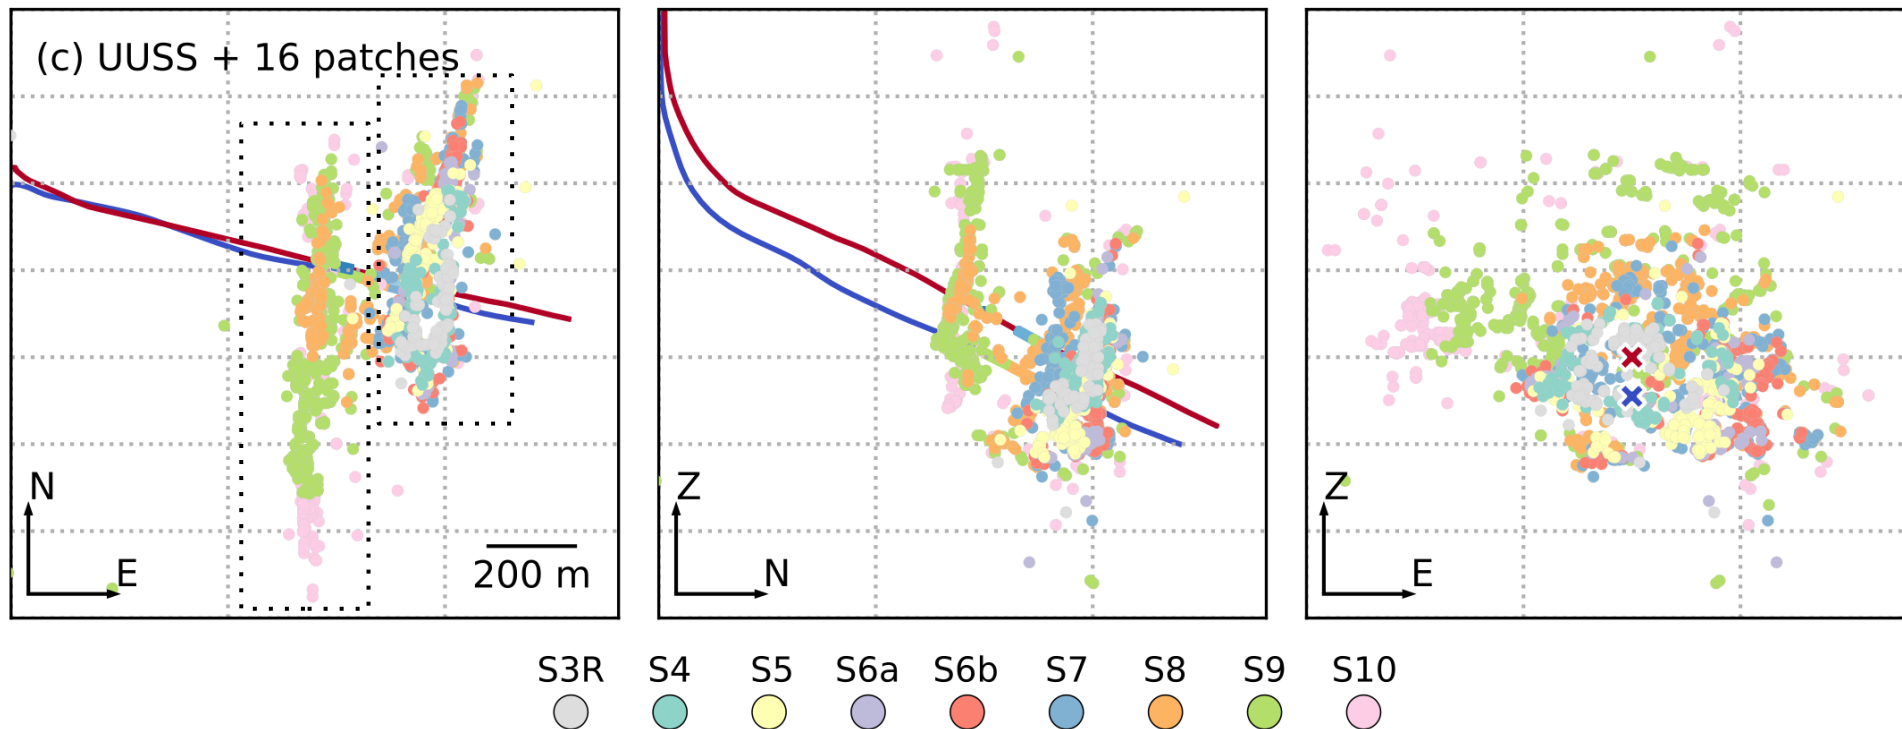 (c) UUSS + 16 patches
N
E
200 m
Z
N
Z
E
S3R S4 S5 S6a S6b S7 S8 S9 S10